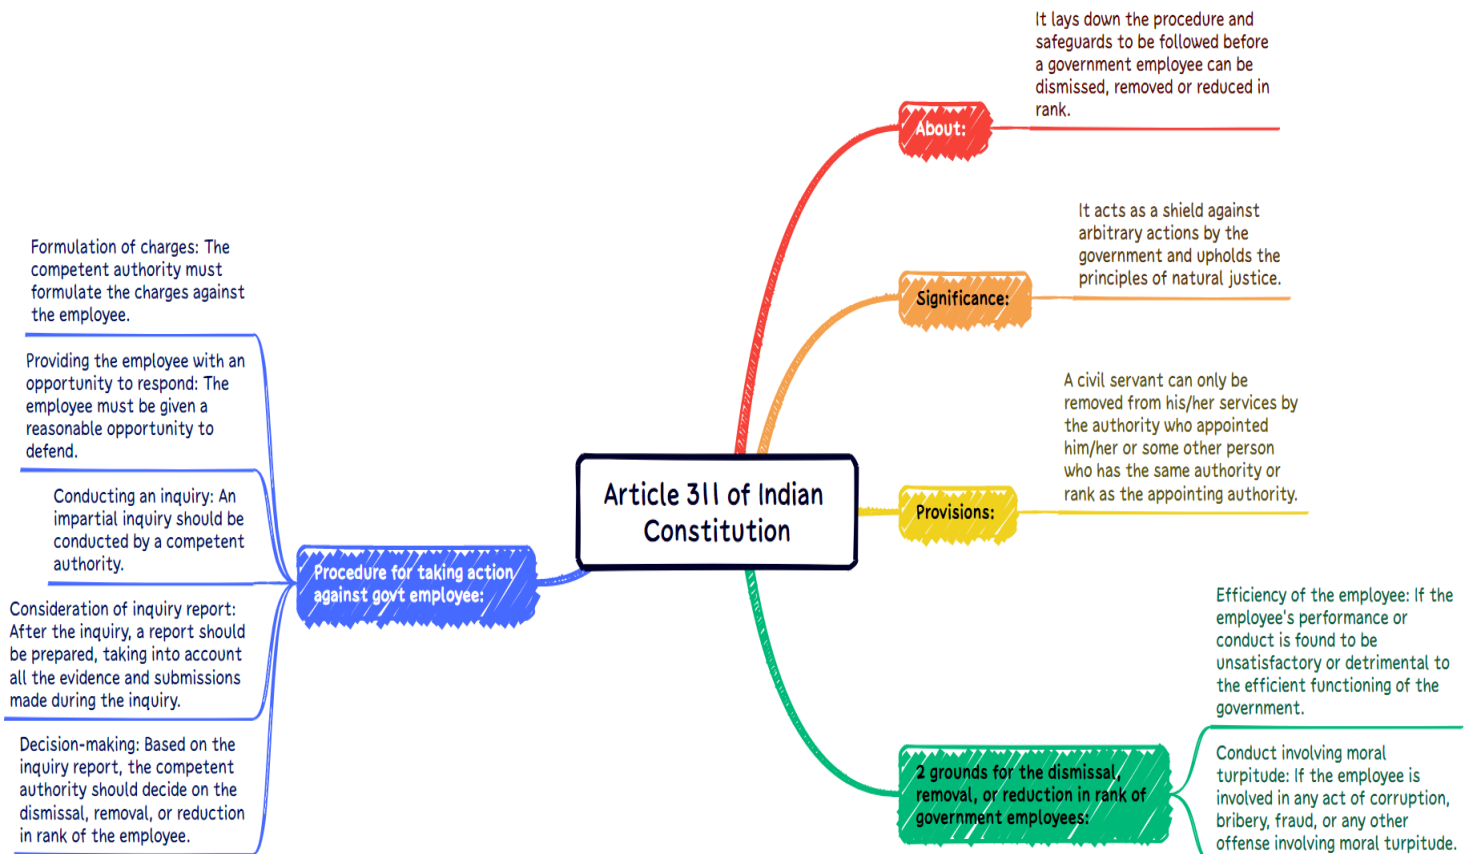 Article 311 of Indian
Constitution
About:
It lays down the procedure and
safeguards to be followed before
a government employee can be
dismissed, removed or reduced in
rank.
Significance:
It acts as a shield against
arbitrary actions by the
government and upholds the
principles of natural justice.
Provisions:
A civil servant can only be
removed from his/her services by
the authority who appointed
him/her or some other person
who has the same authority or
rank as the appointing authority.
2 grounds for the dismissal,
removal, or reduction in rank of
government employees:
Efficiency of the employee: If the
employee's performance or
conduct is found to be
unsatisfactory or detrimental to
the efficient functioning of the
government.
Conduct involving moral
turpitude: If the employee is
involved in any act of corruption,
bribery, fraud, or any other
offense involving moral turpitude.
Procedure for taking action
against govt employee:
Formulation of charges: The
competent authority must
formulate the charges against
the employee.
Providing the employee with an
opportunity to respond: The
employee must be given a
reasonable opportunity to
defend.
Conducting an inquiry: An
impartial inquiry should be
conducted by a competent
authority.
Consideration of inquiry report:
After the inquiry, a report should
be prepared, taking into account
all the evidence and submissions
made during the inquiry.
Decision-making: Based on the
inquiry report, the competent
authority should decide on the
dismissal, removal, or reduction
in rank of the employee.